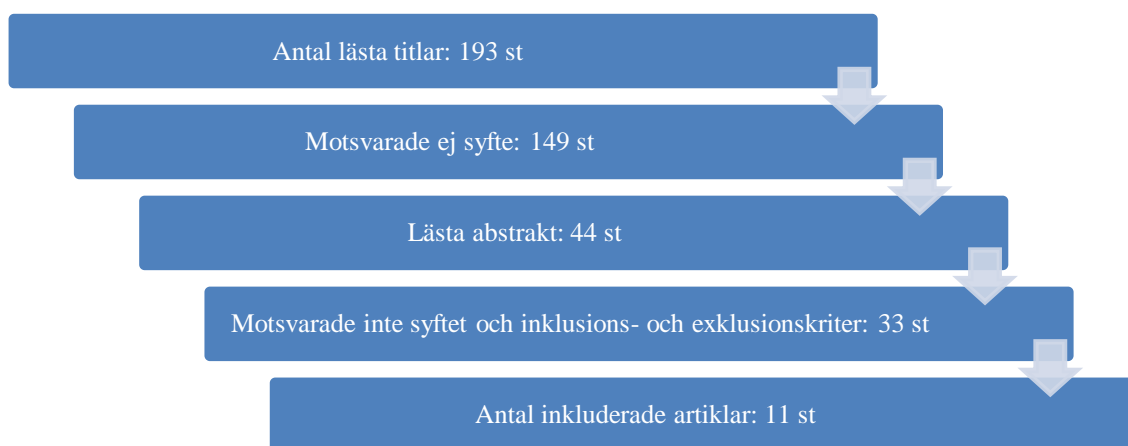 Antal lästa titlar: 193 st
Motsvarade ej syfte: 149 st
Lästa abstrakt: 44 st
Motsvarade inte syftet och inklusions- och exklusionskriter: 33 st
Antal inkluderade artiklar: 11 st